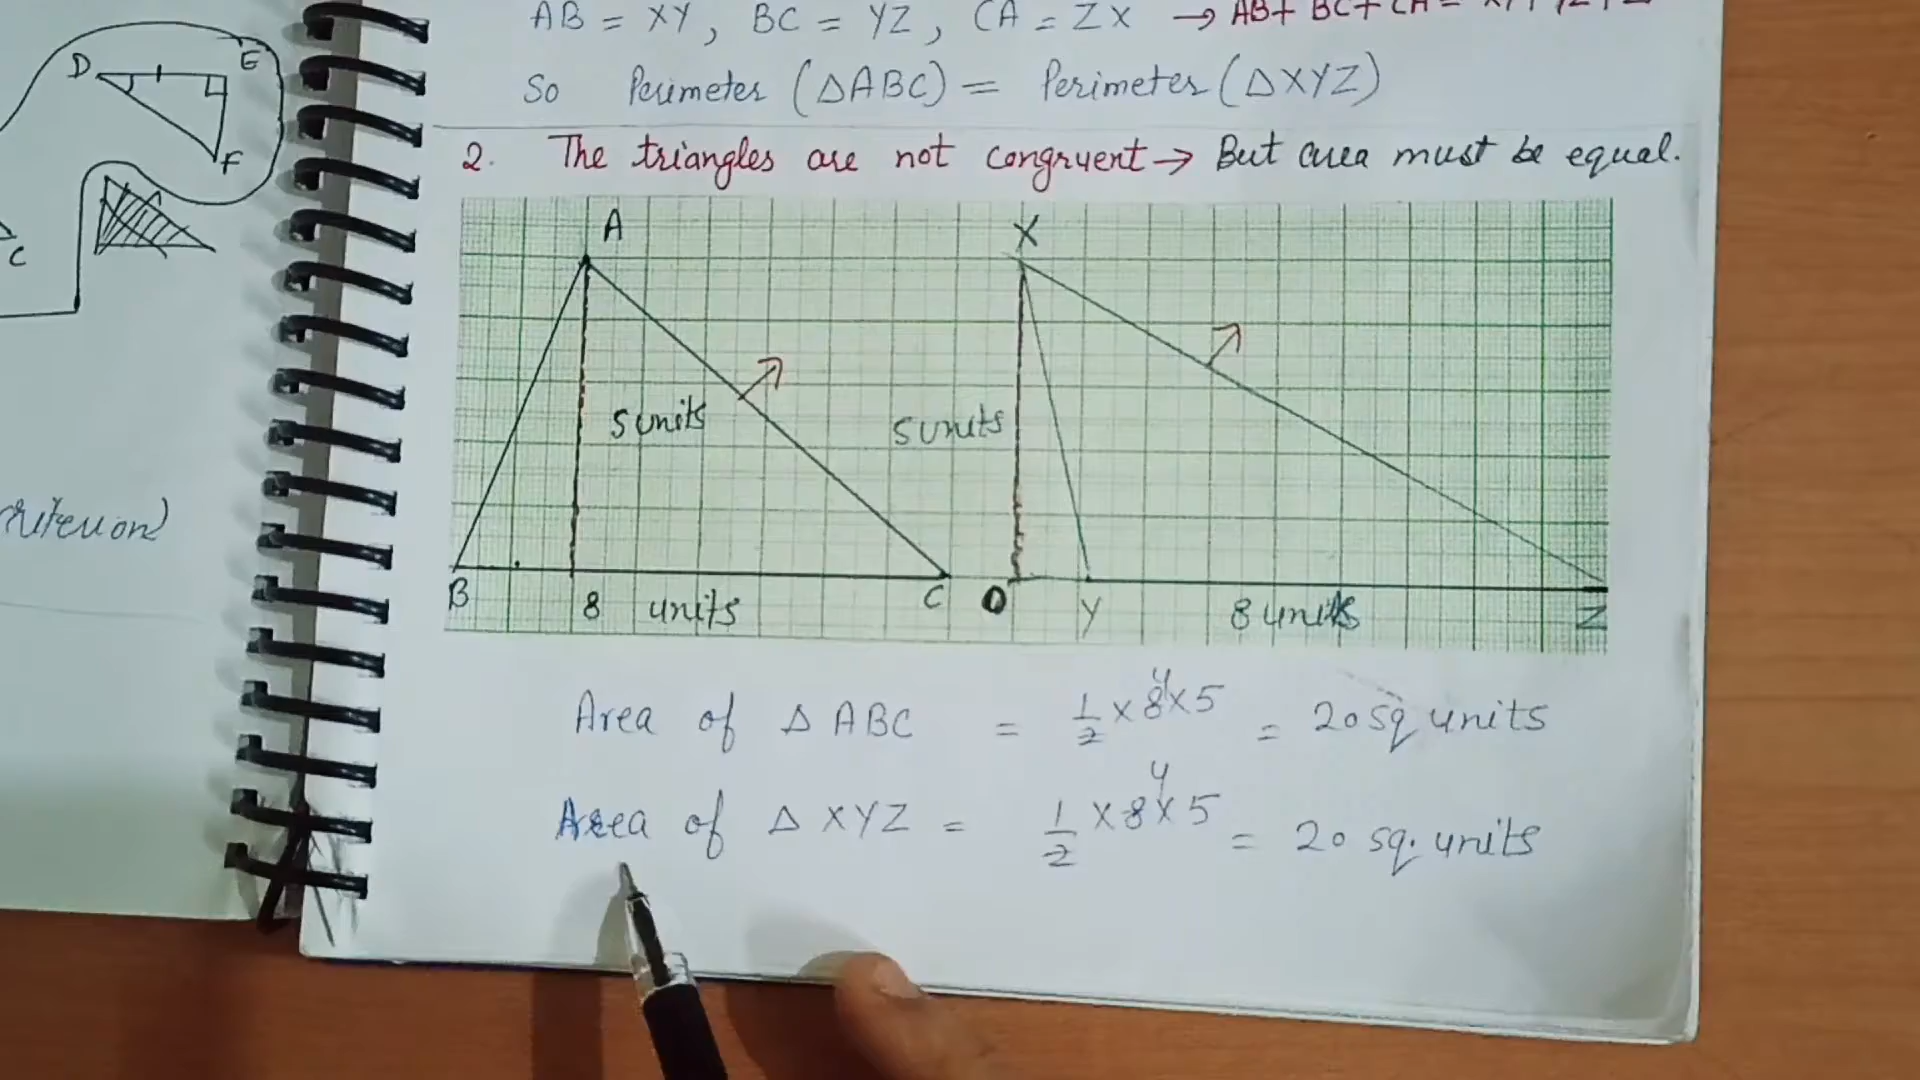 AB = XY, BC = YZ, CA = ZX → AB + BC + CA =
So Perimeter (△ABC) = Perimeter (△XYZ)
2. The triangles are not congruent → But area must be equal.
D E
F
C
A X
5 units 5 units
B 8 units C O Y 8 units Z
riterion)
Area of △ ABC = 1/2 × 8 × 5 = 20 sq units
4
Area of △ XYZ = 1/2 × 8 × 5 = 20 sq. units
4